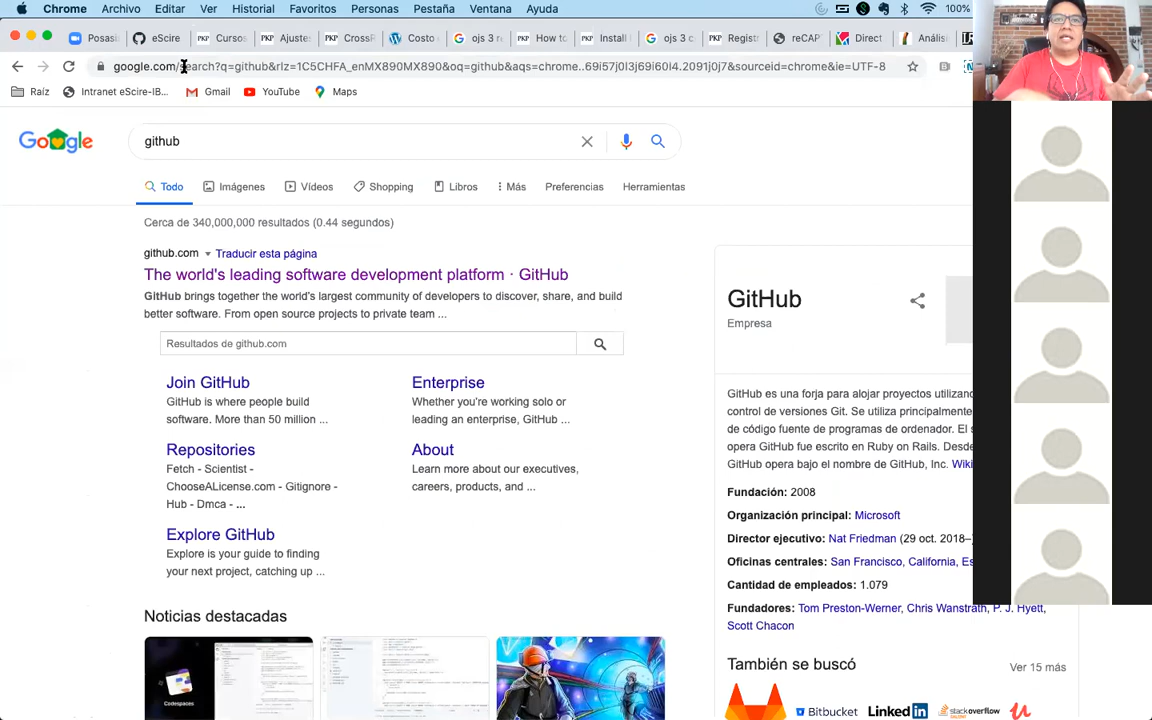 Chrome Archivo Editar Ver Historial Favoritos Personas Pestaña Ventana Ayuda 100%
Posasi eScire Cursos Ajuste CrossP Costo ojs 3 r How to Install ojs 3 c Registr reCAP Direct Anális
google.com/search?q=github&rlz=1C5CHFA_enMX890MX890&oq=github&aqs=chrome..69i57j0l3j69i60l4.2091j0j7&sourceid=chrome&ie=UTF-8
Raíz Intranet eScire-IB... Gmail YouTube Maps
Google
github
Todo Imágenes Vídeos Shopping Libros Más Preferencias Herramientas
Cerca de 340,000,000 resultados (0.44 segundos)
github.com Traducir esta página
The world's leading software development platform · GitHub
GitHub brings together the world's largest community of developers to discover, share, and build
better software. From open source projects to private team ...
Resultados de github.com
Join GitHub
GitHub is where people build
software. More than 50 million ...
Enterprise
Whether you're working solo or
leading an enterprise, GitHub ...
Repositories
Fetch - Scientist -
ChooseALicense.com - Gitignore -
Hub - Dmca - ...
About
Learn more about our executives,
careers, products, and ...
Explore GitHub
Explore is your guide to finding
your next project, catching up ...
Noticias destacadas
Codespaces
GitHub
Empresa
GitHub es una forja para alojar proyectos utilizand
control de versiones Git. Se utiliza principalmente
de código fuente de programas de ordenador. El s
opera GitHub fue escrito en Ruby on Rails. Desde
GitHub opera bajo el nombre de GitHub, Inc. Wiki
Fundación: 2008
Organización principal: Microsoft
Director ejecutivo: Nat Friedman (29 oct. 2018–
Oficinas centrales: San Francisco, California, Es
Cantidad de empleados: 1.079
Fundadores: Tom Preston-Werner, Chris Wanstrath, P. J. Hyett,
Scott Chacon
También se buscó Ver 15 más
Bitbucket LinkedIn stackoverflow